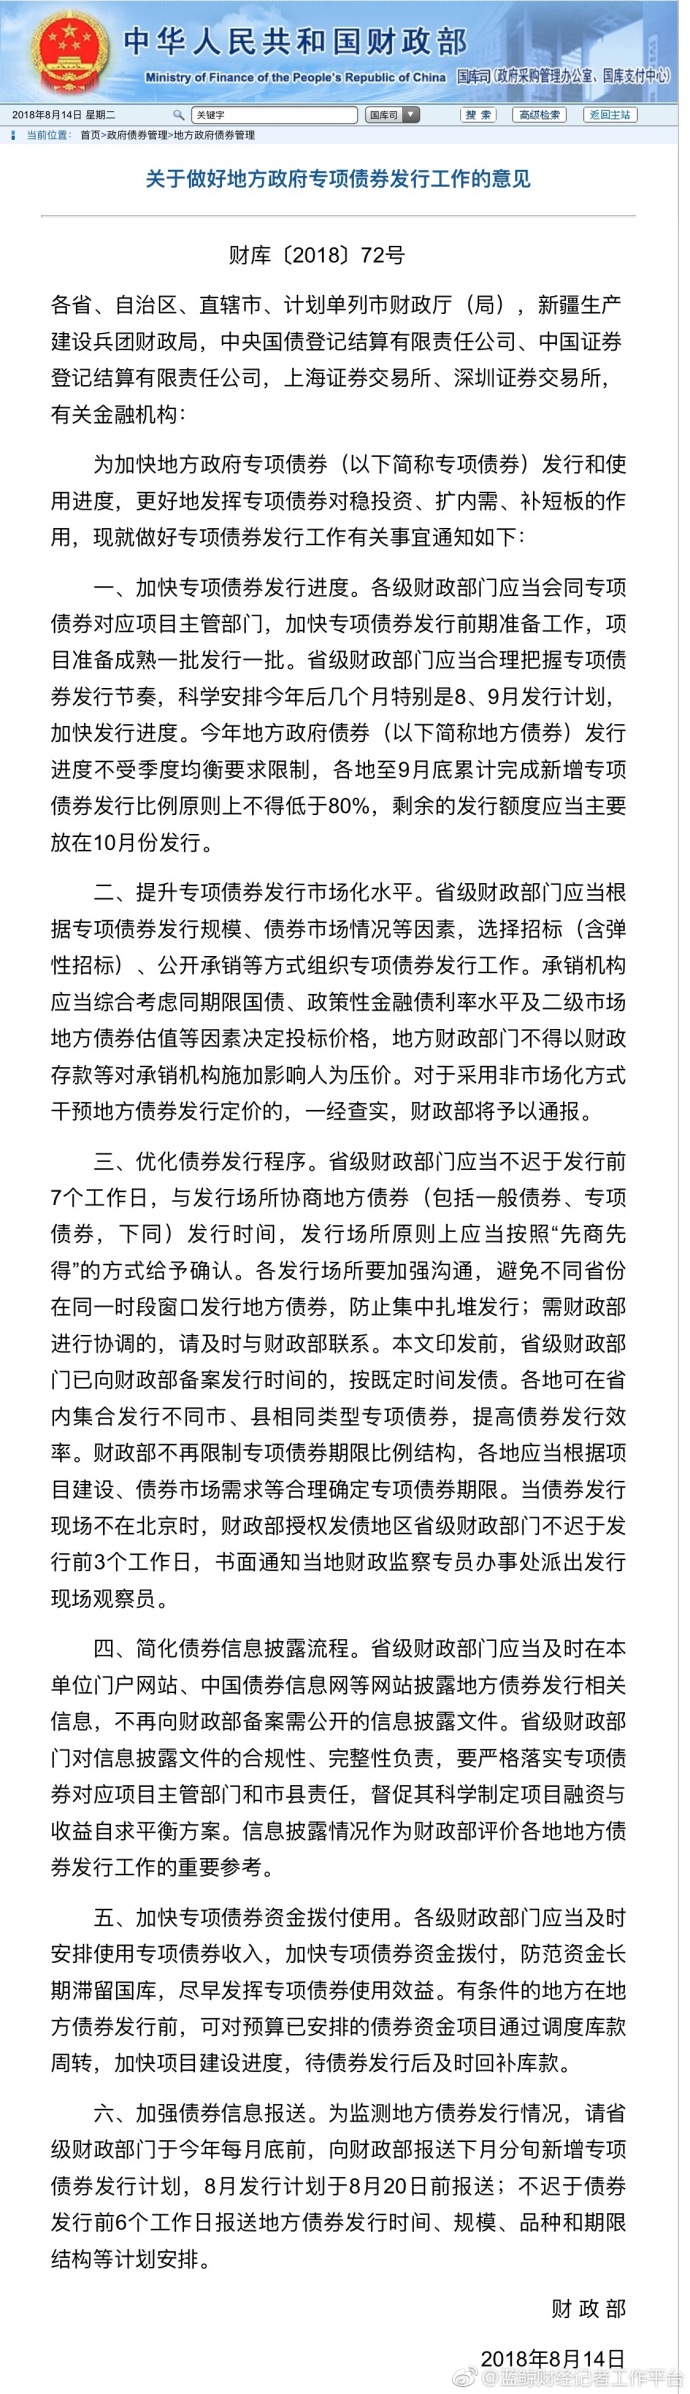 中华人民共和国财政部
Ministry of Finance of the People's Republic of China
国库司(政府采购管理办公室、国库支付中心)
2018年8月14日 星期二
关键字
国库司
搜 索
高级检索
返回主站
当前位置：首页>政府债券管理>地方政府债券管理
关于做好地方政府专项债券发行工作的意见
财库〔2018〕72号
各省、自治区、直辖市、计划单列市财政厅（局），新疆生产
建设兵团财政局，中央国债登记结算有限责任公司、中国证券
登记结算有限责任公司，上海证券交易所、深圳证券交易所，
有关金融机构：
为加快地方政府专项债券（以下简称专项债券）发行和使
用进度，更好地发挥专项债券对稳投资、扩内需、补短板的作
用，现就做好专项债券发行工作有关事宜通知如下：
一、加快专项债券发行进度。各级财政部门应当会同专项
债券对应项目主管部门，加快专项债券发行前期准备工作，项
目准备成熟一批发行一批。省级财政部门应当合理把握专项债
券发行节奏，科学安排今年后几个月特别是8、9月发行计划，
加快发行进度。今年地方政府债券（以下简称地方债券）发行
进度不受季度均衡要求限制，各地至9月底累计完成新增专项
债券发行比例原则上不得低于80%，剩余的发行额度应当主要
放在10月份发行。
二、提升专项债券发行市场化水平。省级财政部门应当根
据专项债券发行规模、债券市场情况等因素，选择招标（含弹
性招标）、公开承销等方式组织专项债券发行工作。承销机构
应当综合考虑同期限国债、政策性金融债利率水平及二级市场
地方债券估值等因素决定投标价格，地方财政部门不得以财政
存款等对承销机构施加影响人为压价。对于采用非市场化方式
干预地方债券发行定价的，一经查实，财政部将予以通报。
三、优化债券发行程序。省级财政部门应当不迟于发行前
7个工作日，与发行场所协商地方债券（包括一般债券、专项
债券，下同）发行时间，发行场所原则上应当按照“先商先
得”的方式给予确认。各发行场所要加强沟通，避免不同省份
在同一时段窗口发行地方债券，防止集中扎堆发行；需财政部
进行协调的，请及时与财政部联系。本文印发前，省级财政部
门已向财政部备案发行时间的，按既定时间发债。各地可在省
内集合发行不同市、县相同类型专项债券，提高债券发行效
率。财政部不再限制专项债券期限比例结构，各地应当根据项
目建设、债券市场需求等合理确定专项债券期限。当债券发行
现场不在北京时，财政部授权发债地区省级财政部门不迟于发
行前3个工作日，书面通知当地财政监察专员办事处派出发行
现场观察员。
四、简化债券信息披露流程。省级财政部门应当及时在本
单位门户网站、中国债券信息网等网站披露地方债券发行相关
信息，不再向财政部备案需公开的信息披露文件。省级财政部
门对信息披露文件的合规性、完整性负责，要严格落实专项债
券对应项目主管部门和市县责任，督促其科学制定项目融资与
收益自求平衡方案。信息披露情况作为财政部评价各地地方债
券发行工作的重要参考。
五、加快专项债券资金拨付使用。各级财政部门应当及时
安排使用专项债券收入，加快专项债券资金拨付，防范资金长
期滞留国库，尽早发挥专项债券使用效益。有条件的地方在地
方债券发行前，可对预算已安排的债券资金项目通过调度库款
周转，加快项目建设进度，待债券发行后及时回补库款。
六、加强债券信息报送。为监测地方债券发行情况，请省
级财政部门于今年每月底前，向财政部报送下月分旬新增专项
债券发行计划，8月发行计划于8月20日前报送；不迟于债券
发行前6个工作日报送地方债券发行时间、规模、品种和期限
结构等计划安排。
财 政 部
2018年8月14日
@蓝鲸财经记者工作平台